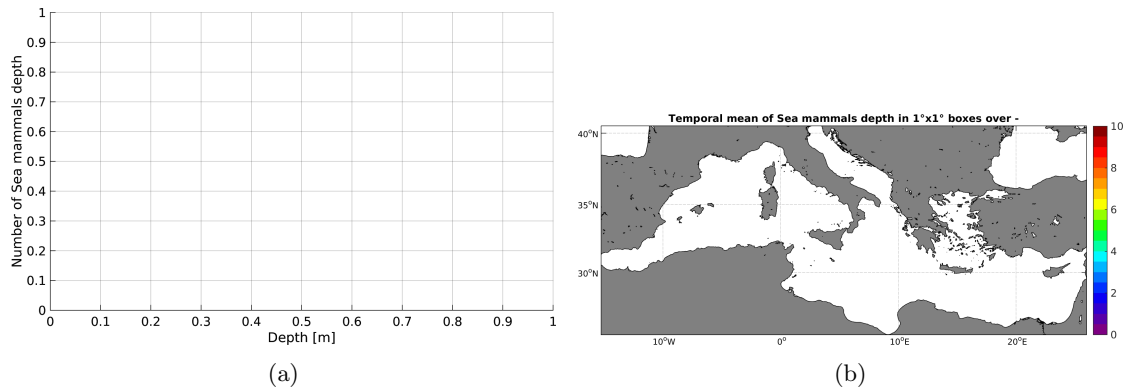 1
0.9
0.8
0.7
0.6
0.5
0.4
0.3
0.2
0.1
0
Number of Sea mammals depth
0 0.1 0.2 0.3 0.4 0.5 0.6 0.7 0.8 0.9 1
Depth [m]
(a)
Temporal mean of Sea mammals depth in 1°x1° boxes over -
40°N
35°N
30°N
10°W 0° 10°E 20°E
10
8
6
4
2
0
(b)